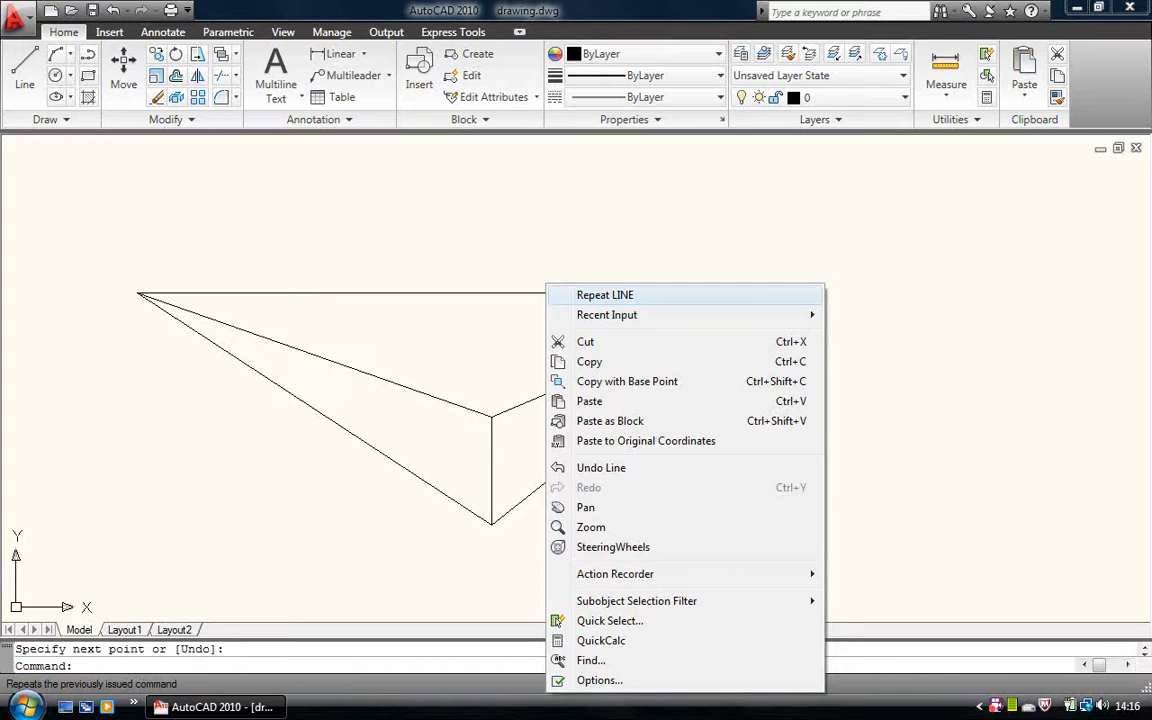 AutoCAD 2010 drawing.dwg
Type a keyword or phrase
Home Insert Annotate Parametric View Manage Output Express Tools
Line
Move
Multiline
Text
Linear
Multileader
Table
Insert
Create
Edit
Edit Attributes
ByLayer
ByLayer
ByLayer
Unsaved Layer State
0
Measure
Paste
Draw Modify Annotation Block Properties Layers Utilities Clipboard
Repeat LINE
Recent Input
Cut Ctrl+X
Copy Ctrl+C
Copy with Base Point Ctrl+Shift+C
Paste Ctrl+V
Paste as Block Ctrl+Shift+V
Paste to Original Coordinates
Undo Line
Redo Ctrl+Y
Pan
Zoom
SteeringWheels
Action Recorder
Subobject Selection Filter
Quick Select...
QuickCalc
Find...
Options...
Y
X
Model Layout1 Layout2
Specify next point or [Undo]:
Command:
Repeats the previously issued command
AutoCAD 2010 - [dr...
14:16